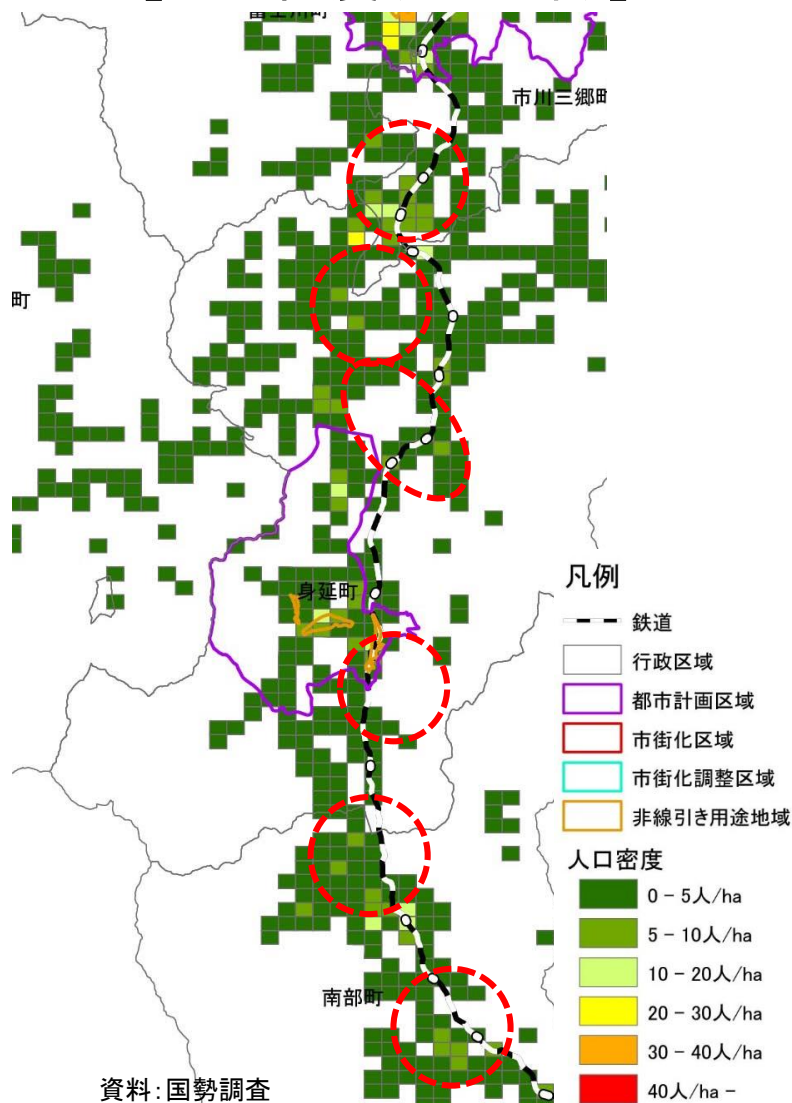 富士川町
市川三郷町
町
身延町
南部町
資料:国勢調査
凡例
鉄道
行政区域
都市計画区域
市街化区域
市街化調整区域
非線引き用途地域
人口密度
0 - 5人/ha
5 - 10人/ha
10 - 20人/ha
20 - 30人/ha
30 - 40人/ha
40人/ha -